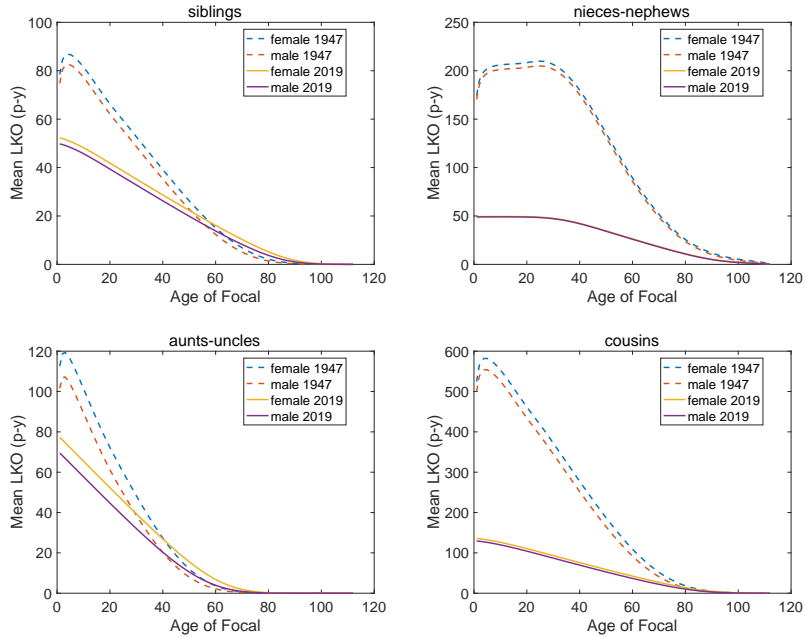 siblings
Mean LKO (p-y)
100
80
60
40
20
0
0 20 40 60 80 100 120
Age of Focal
female 1947
male 1947
female 2019
male 2019
nieces-nephews
Mean LKO (p-y)
250
200
150
100
50
0
0 20 40 60 80 100 120
Age of Focal
female 1947
male 1947
female 2019
male 2019
aunts-uncles
Mean LKO (p-y)
120
100
80
60
40
20
0
0 20 40 60 80 100 120
Age of Focal
female 1947
male 1947
female 2019
male 2019
cousins
Mean LKO (p-y)
600
500
400
300
200
100
0
0 20 40 60 80 100 120
Age of Focal
female 1947
male 1947
female 2019
male 2019